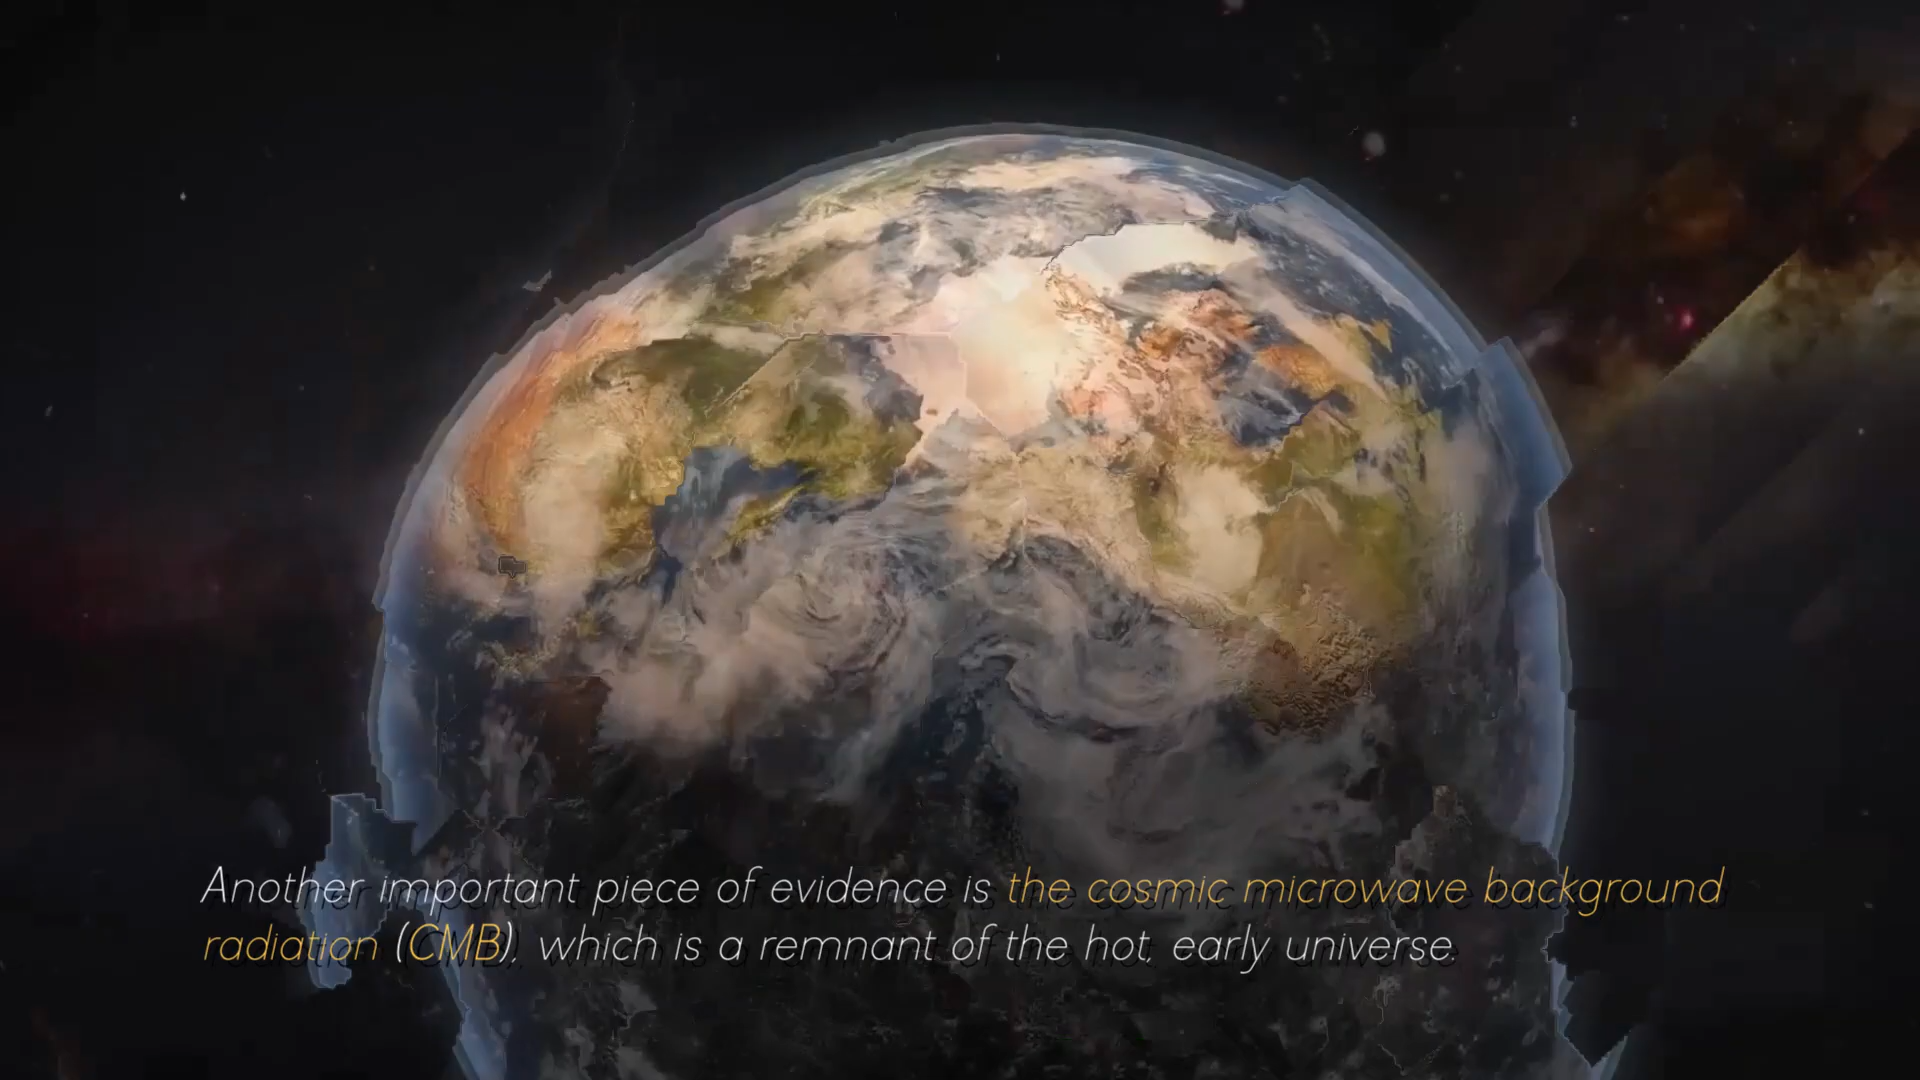 Another important piece of evidence is the cosmic microwave background
radiation (CMB), which is a remnant of the hot, early universe.